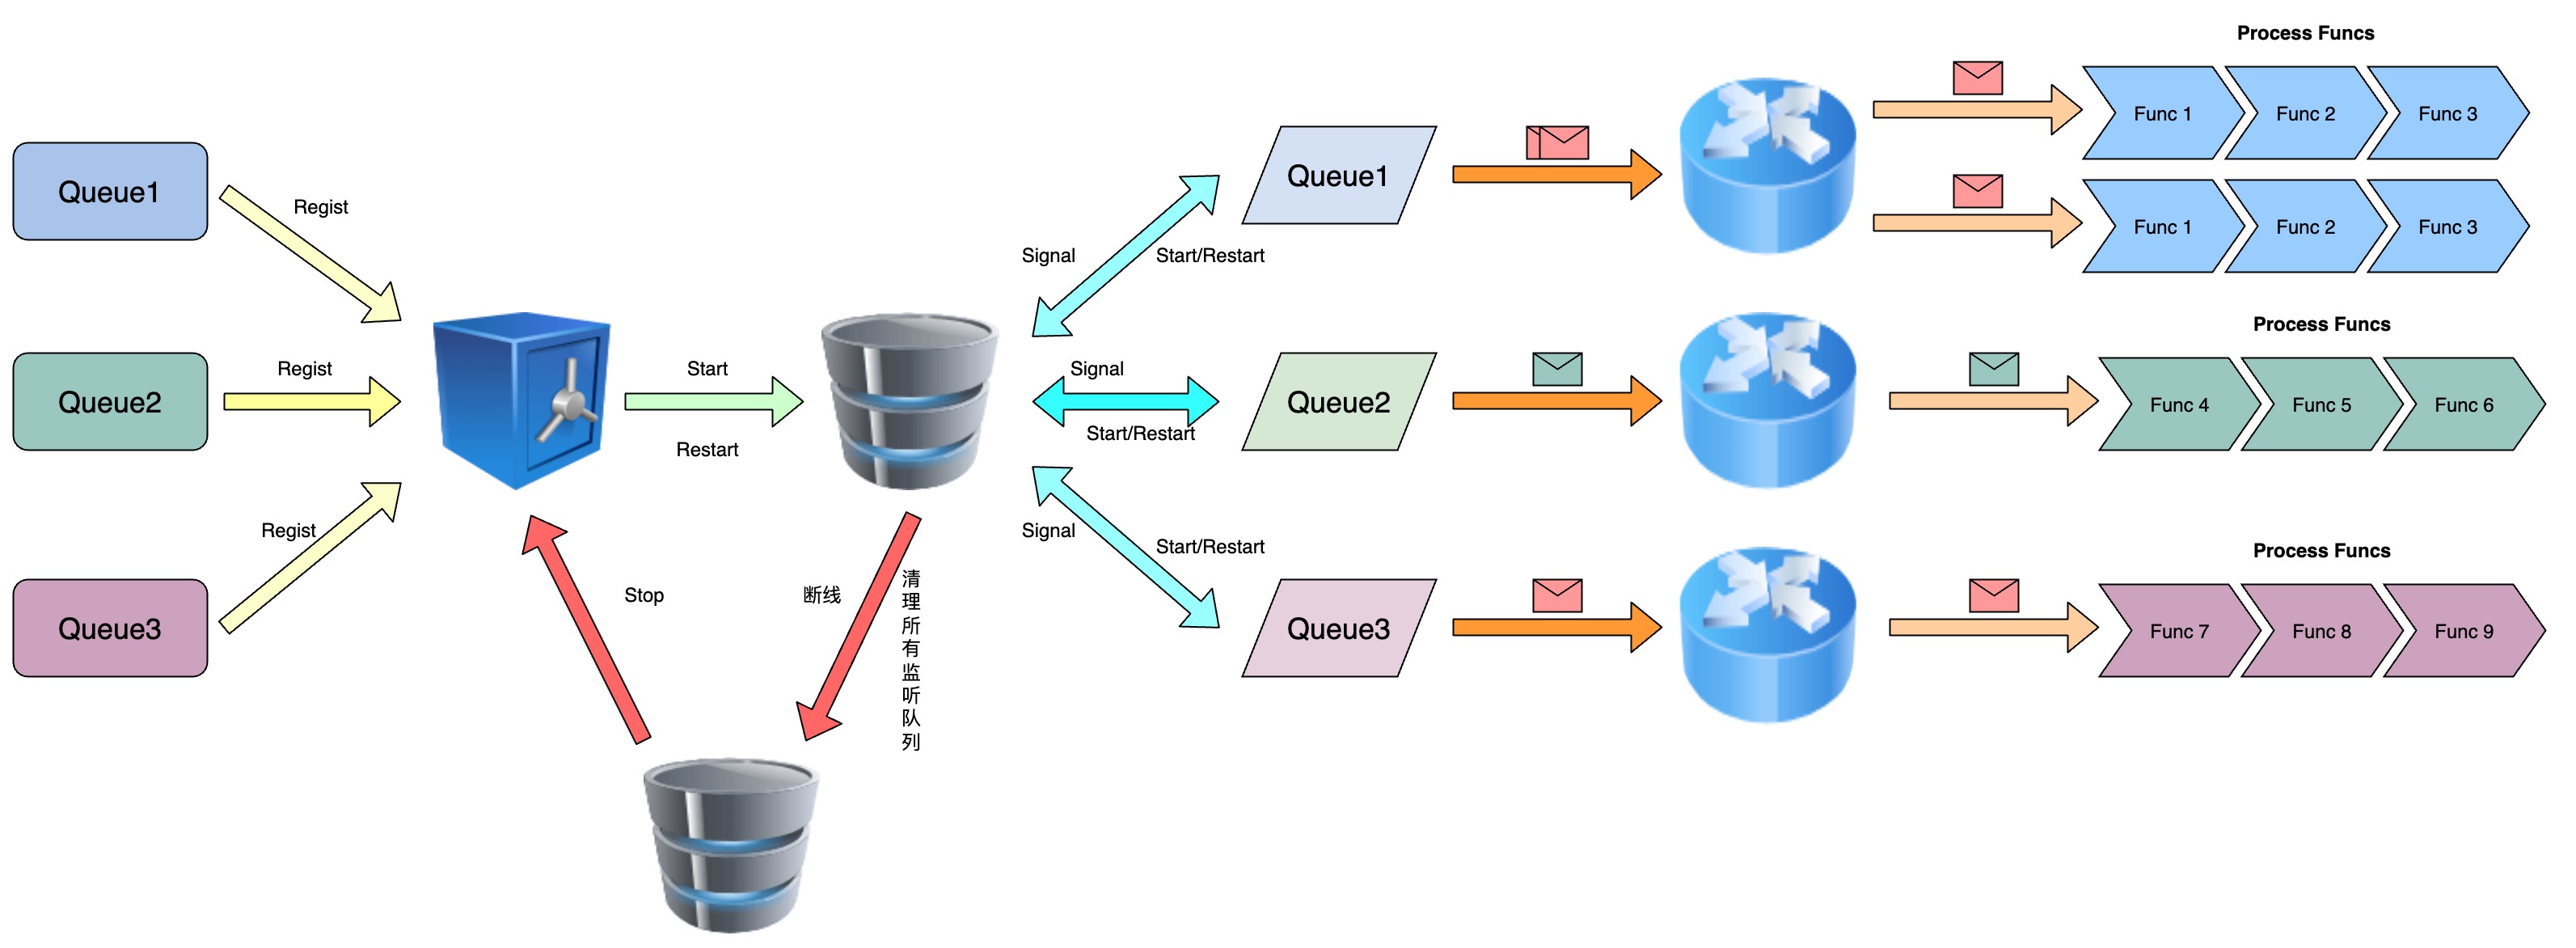 Process Funcs
Func 1
Func 2
Func 3
Queue1
Regist
Queue1
Func 1
Func 2
Func 3
Signal
Start/Restart
Process Funcs
Queue2
Regist
Start
Restart
Signal
Start/Restart
Queue2
Func 4
Func 5
Func 6
Regist
Signal
Start/Restart
Process Funcs
Queue3
Stop
断线
清理所有监听队列
Queue3
Func 7
Func 8
Func 9